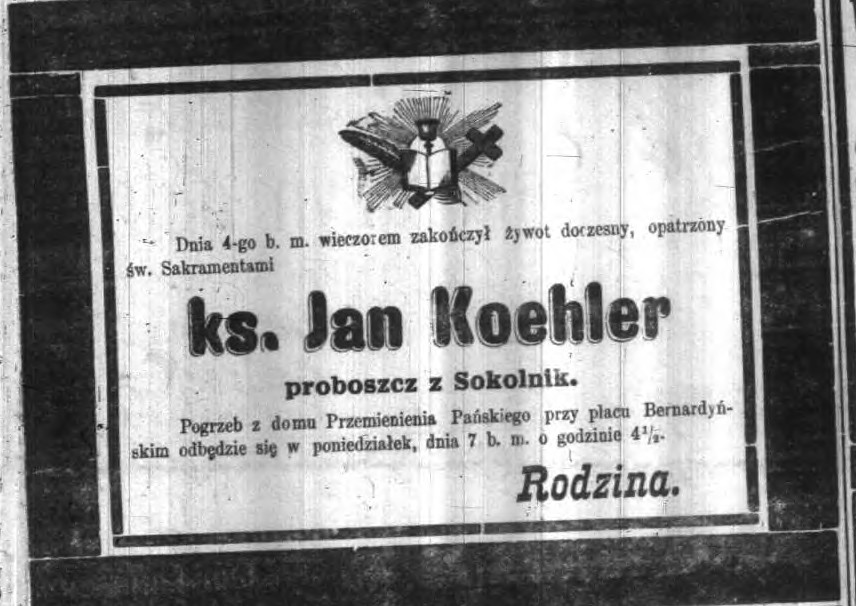 Dnia 4-go b. m. wieczorem zakończył żywot doczesny, opatrzony
św. Sakramentami
ks. Jan Koehler
proboszcz z Sokolnik.
Pogrzeb z domu Przemienienia Pańskiego przy placu Bernardyń-
skim odbędzie się w poniedziałek, dnia 7 b. m. o godzinie 4½.
Rodzina.